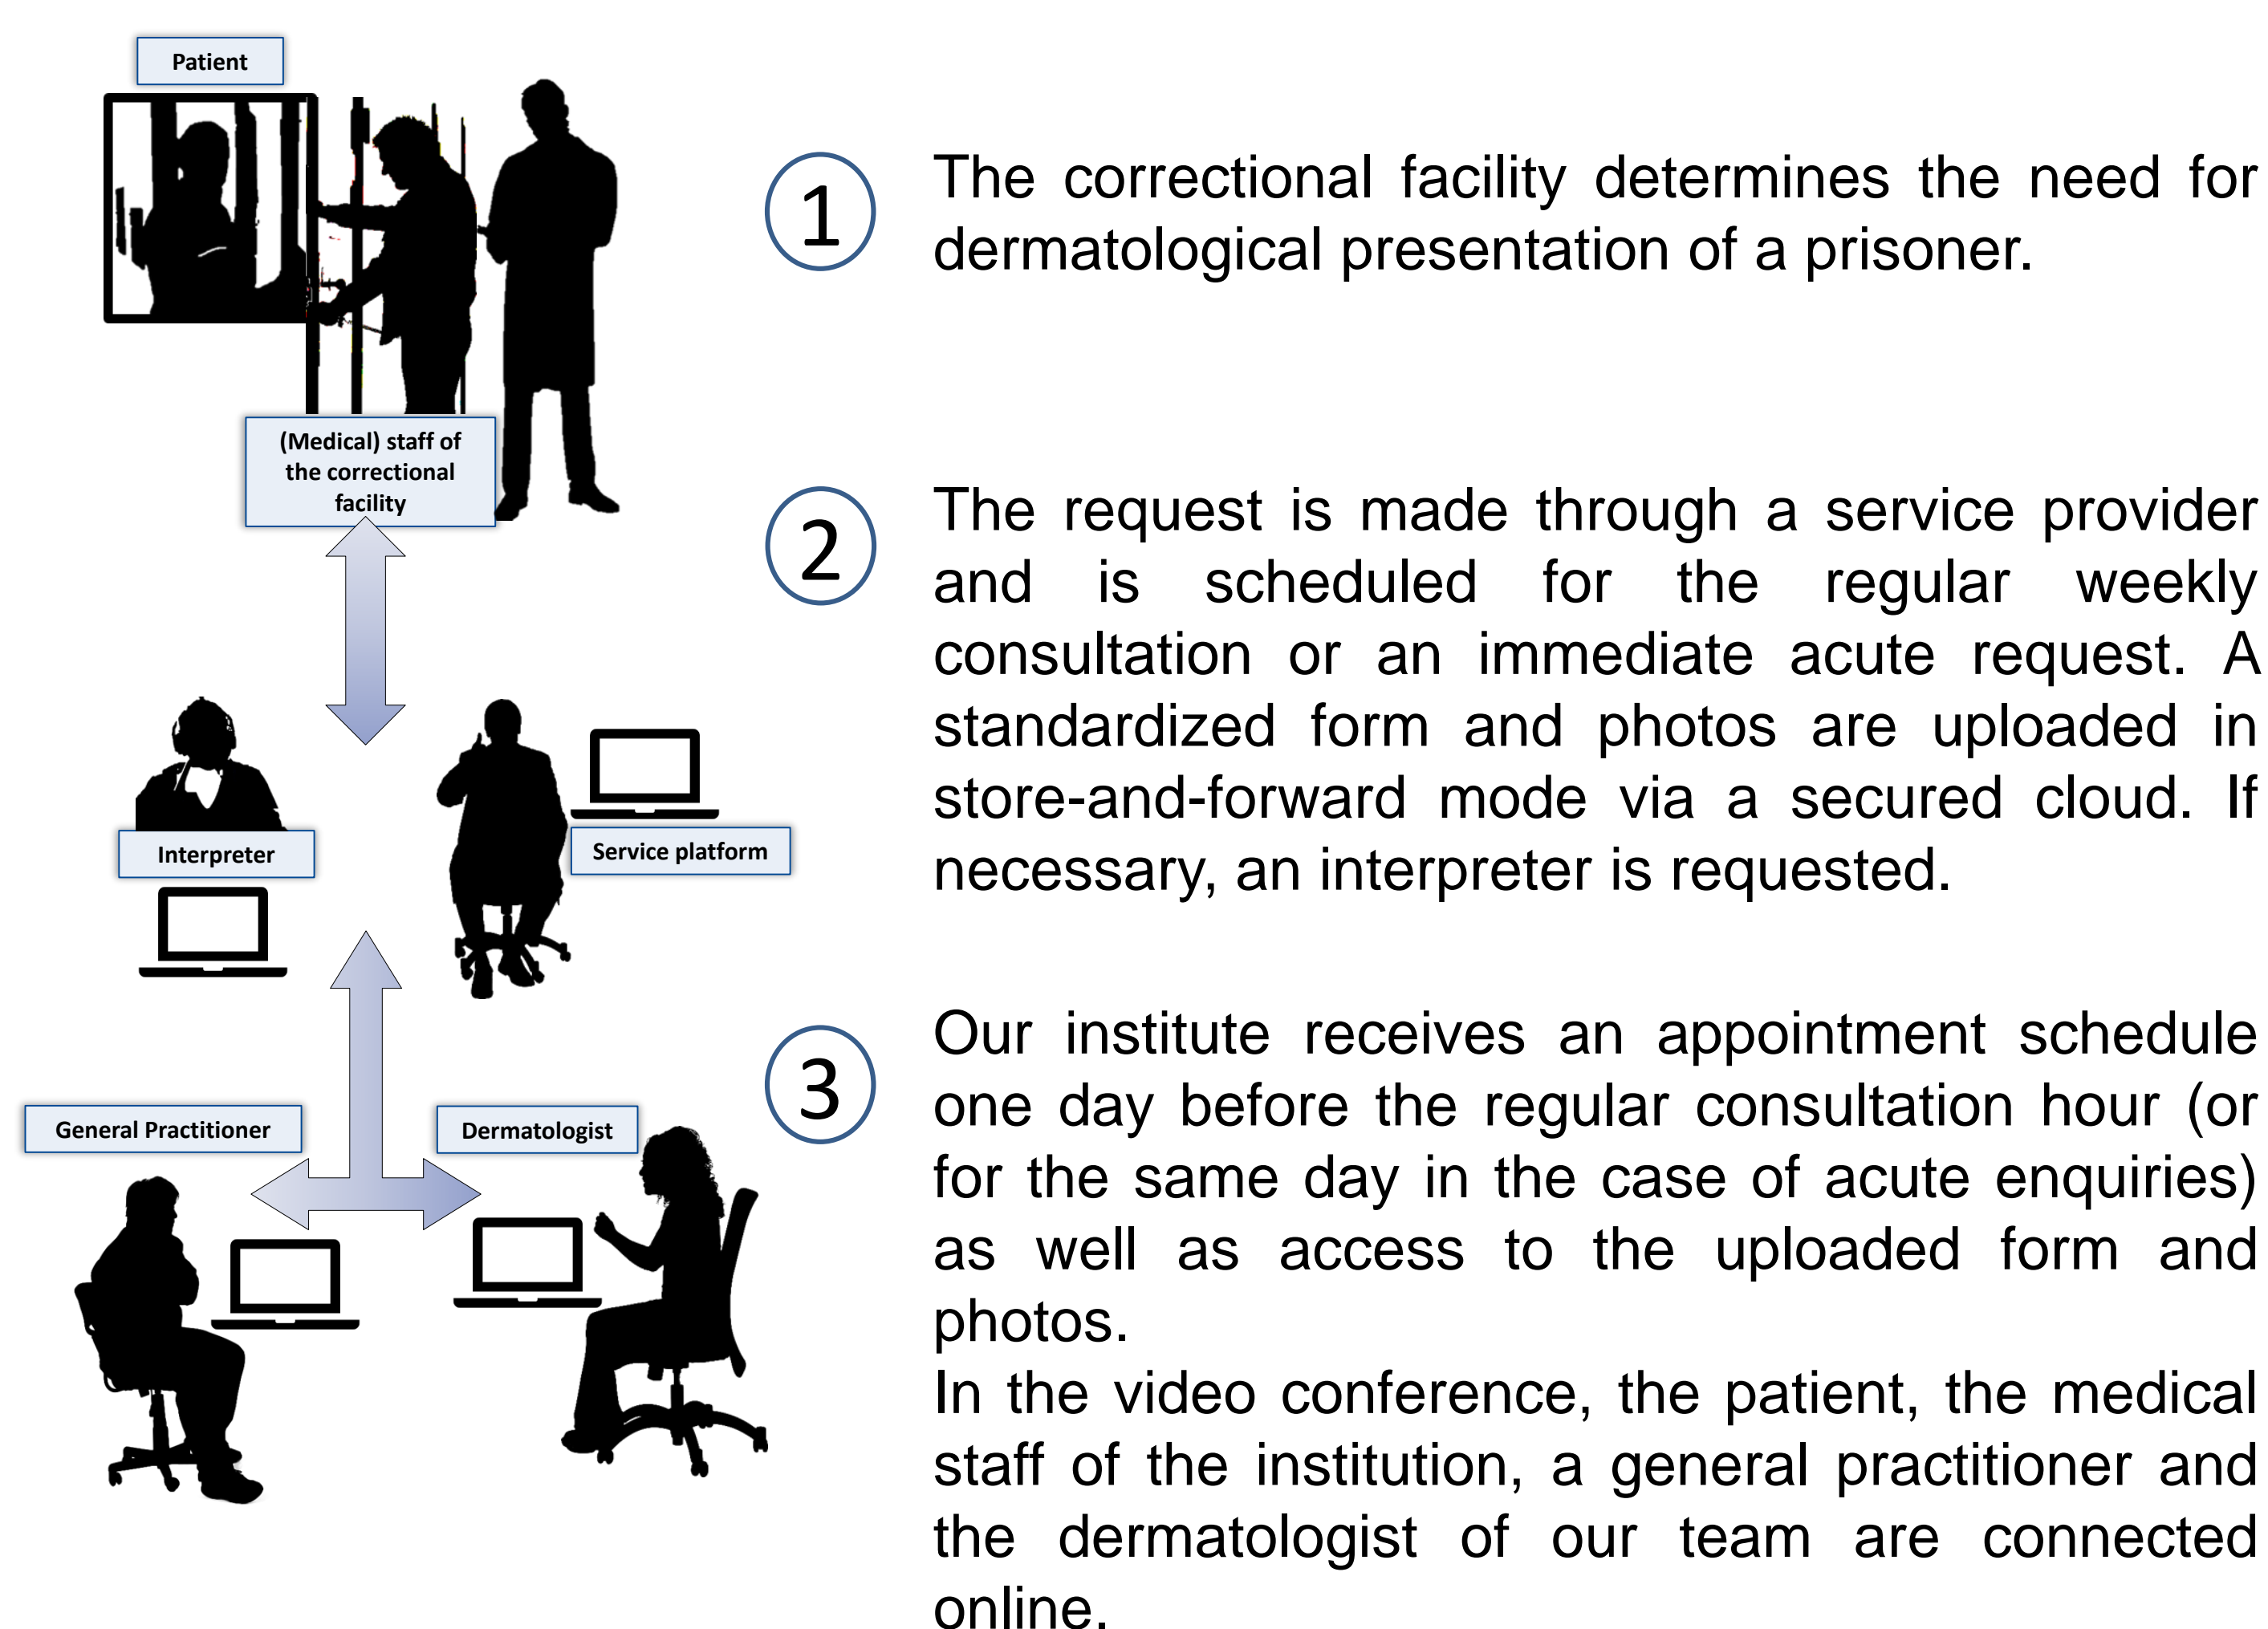 Patient
(Medical) staff of
the correctional
facility
Interpreter
Service platform
General Practitioner
Dermatologist
1
The correctional facility determines the need for
dermatological presentation of a prisoner.
2
The request is made through a service provider
and is scheduled for the regular weekly
consultation or an immediate acute request. A
standardized form and photos are uploaded in
store-and-forward mode via a secured cloud. If
necessary, an interpreter is requested.
3
Our institute receives an appointment schedule
one day before the regular consultation hour (or
for the same day in the case of acute enquiries)
as well as access to the uploaded form and
photos.
In the video conference, the patient, the medical
staff of the institution, a general practitioner and
the dermatologist of our team are connected
online.